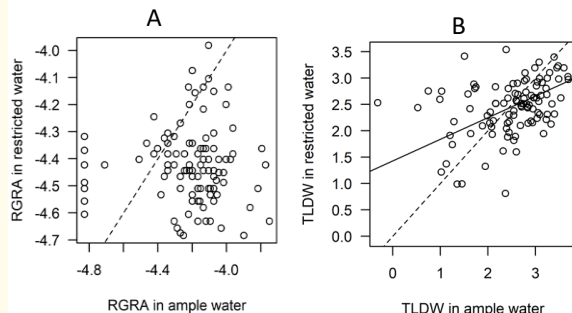 A
RGRA in restricted water
-4.0
-4.1
-4.2
-4.3
-4.4
-4.5
-4.6
-4.7
-4.8 -4.4 -4.0
RGRA in ample water
B
TLDW in restricted water
3.5
3.0
2.5
2.0
1.5
1.0
0.5
0.0
0 1 2 3
TLDW in ample water